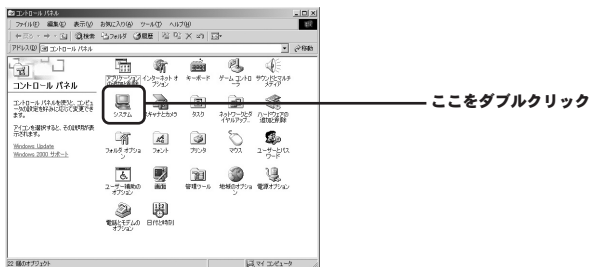 コントロール パネル
ファイル(F) 編集(E) 表示(V) お気に入り(A) ツール(T) ヘルプ(H)
検索 フォルダ 履歴
アドレス(D) コントロール パネル 移動
コントロール パネル
コントロール パネルを使うと、コンピュ
ータの設定を好みに応じて変更でき
ます。
アイコンを選択すると、その説明が表
示されます。
Windows Update
Windows 2000 サポート
アプリケーション
の追加と削除
インターネット オ
プション
キーボード
ゲーム コントロ
ーラ
サウンドとマルチ
メディア
システム
スキャナとカメラ
タスク
ネットワークとダ
イヤルアップ...
ハードウェアの
追加と削除
フォルダ オプショ
ン
フォント
プリンタ
マウス
ユーザーとパス
ワード
ユーザー補助の
オプション
画面
管理ツール
地域のオプショ
ン
電源オプション
電話とモデムの
オプション
日付と時刻
22 個のオブジェクト マイ コンピュータ
ここをダブルクリック